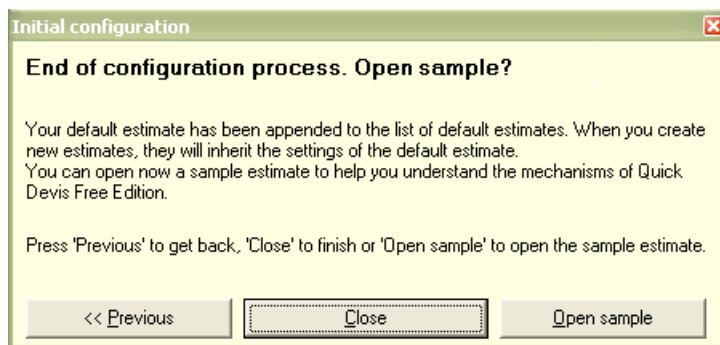 Initial configuration
End of configuration process. Open sample?
Your default estimate has been appended to the list of default estimates. When you create
new estimates, they will inherit the settings of the default estimate.
You can open now a sample estimate to help you understand the mechanisms of Quick
Devis Free Edition.
Press 'Previous' to get back, 'Close' to finish or 'Open sample' to open the sample estimate.
<< Previous
Close
Open sample